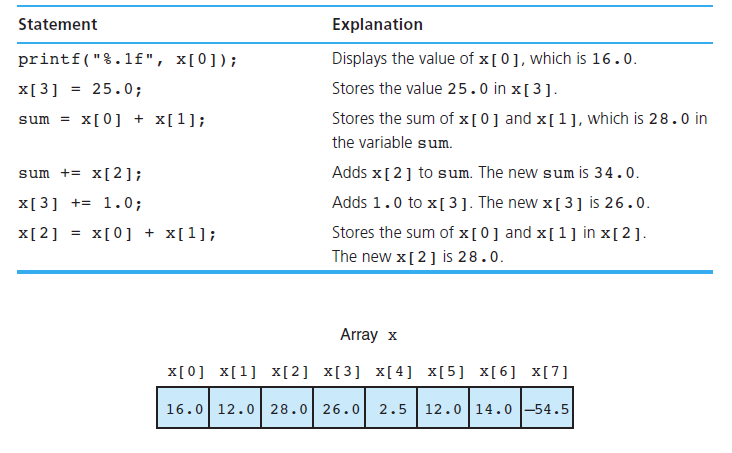 Statement Explanation
printf("%.1f", x[0]); Displays the value of x[0], which is 16.0.
x[3] = 25.0; Stores the value 25.0 in x[3].
sum = x[0] + x[1]; Stores the sum of x[0] and x[1], which is 28.0 in
the variable sum.
sum += x[2]; Adds x[2] to sum. The new sum is 34.0.
x[3] += 1.0; Adds 1.0 to x[3]. The new x[3] is 26.0.
x[2] = x[0] + x[1]; Stores the sum of x[0] and x[1] in x[2].
The new x[2] is 28.0.
Array x
x[0] x[1] x[2] x[3] x[4] x[5] x[6] x[7]
16.0 12.0 28.0 26.0 2.5 12.0 14.0 –54.5